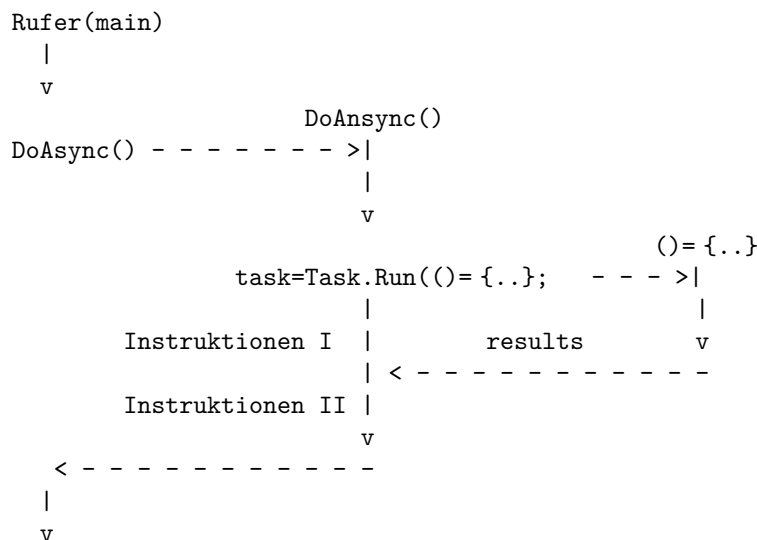 Rufer(main)
|
v
DoAnsync()
DoAsync() - - - - - - - >|
|
v
()= {..}
task=Task.Run(()= {..}; - - - >|
| |
Instruktionen I | results v
| < - - - - - - - - - - - -
Instruktionen II |
v
< - - - - - - - - - - -
|
v